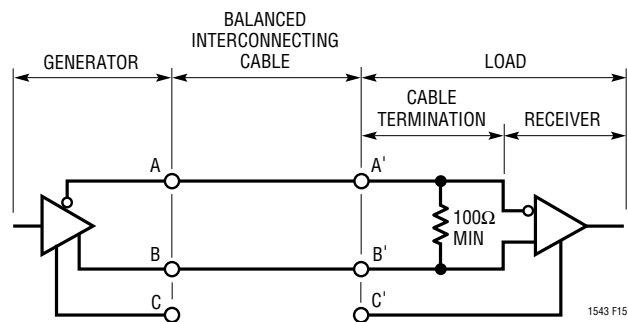 BALANCED
INTERCONNECTING
CABLE
GENERATOR
LOAD
CABLE
TERMINATION
RECEIVER
A
A'
100Ω
MIN
B
B'
C
C'
1543 F15